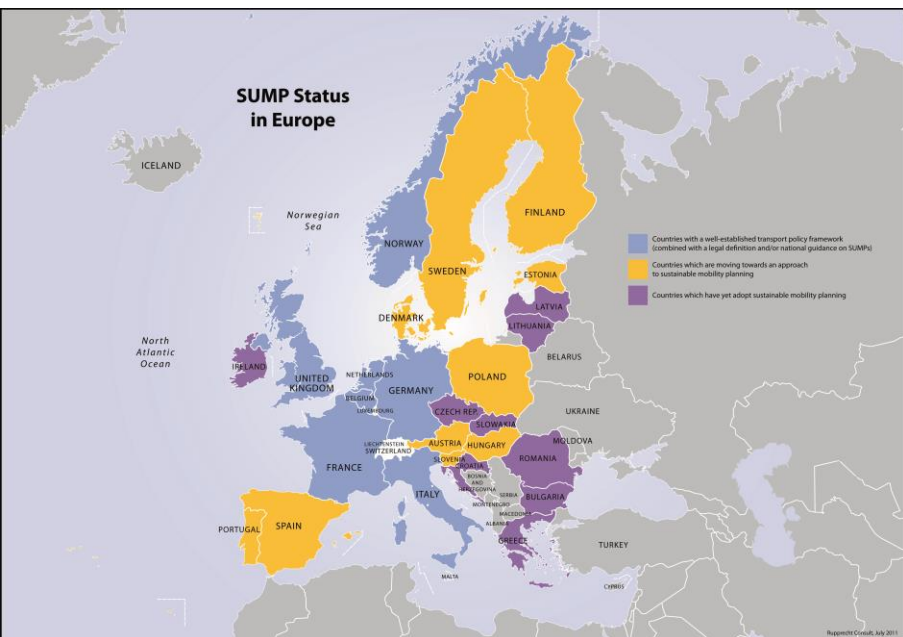 SUMP Status
in Europe
ICELAND
Norwegian
Sea
FINLAND
NORWAY
SWEDEN
Countries with a well-established transport policy framework
(combined with a legal definition and/or national guidance on SUMPs)
Countries which are moving towards an approach
to sustainable mobility planning
Countries which have yet adopt sustainable mobility planning
ESTONIA
LATVIA
DENMARK
LITHUANIA
North
Atlantic
Ocean
IRELAND
UNITED
KINGDOM
NETHERLANDS
BELARUS
GERMANY
POLAND
BELGIUM
LUXEMBOURG
CZECH REP.
UKRAINE
SLOVAKIA
LIECHTENSTEIN
SWITZERLAND
AUSTRIA
HUNGARY
MOLDOVA
FRANCE
SLOVENIA
CROATIA
ROMANIA
BOSNIA
AND
HERZEGOVINA
ITALY
SERBIA
MONTENEGRO
BULGARIA
MACEDONIA
ALBANIA
PORTUGAL
SPAIN
GREECE
TURKEY
MALTA
CYPRUS
Rupprecht Consult, July 2011